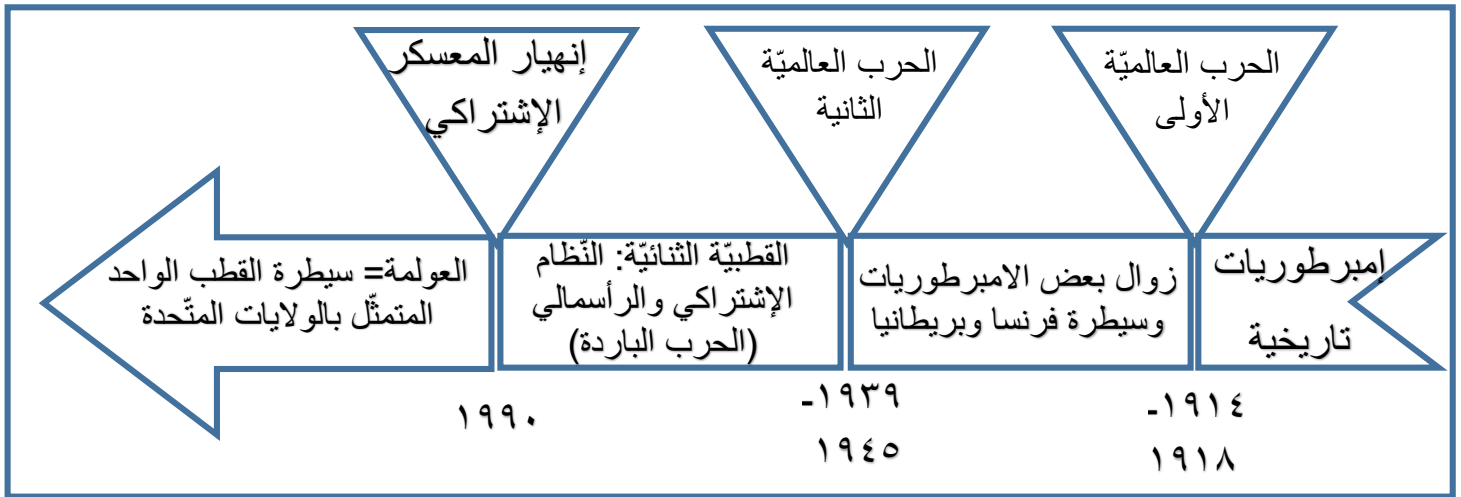 الحرب العالميّة
الأولى
الحرب العالميّة
الثانية
إنهيار المعسكر
الإشتراكي
إمبرطوريات
تاريخية
زوال بعض الامبرطوريات
وسيطرة فرنسا وبريطانيا
القطبيّة الثنائيّة: النّظام
الإشتراكي والرأسمالي
(الحرب الباردة)
العولمة= سيطرة القطب الواحد
المتمثّل بالولايات المتّحدة
١٩١٤-
١٩١٨
١٩٣٩-
١٩٤٥
١٩٩٠